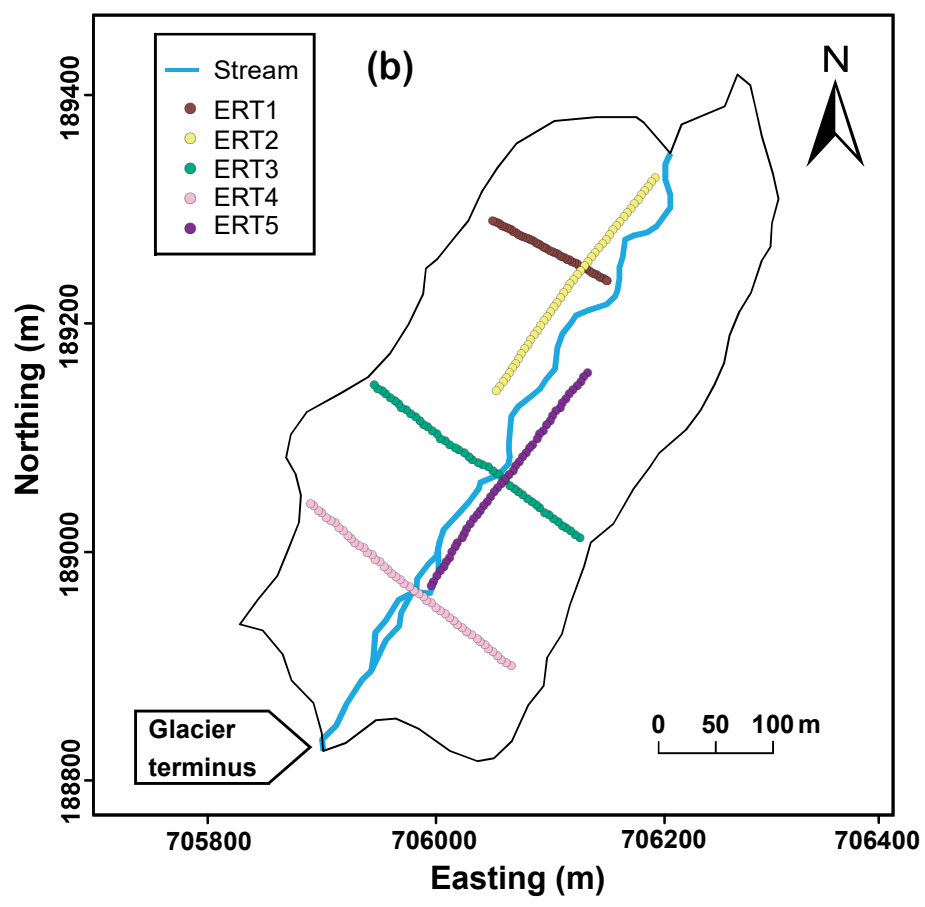 (b)
N
Stream
ERT1
ERT2
ERT3
ERT4
ERT5
189400
189200
189000
188800
Northing (m)
Glacier
terminus
0 50 100 m
705800 706000 706200 706400
Easting (m)